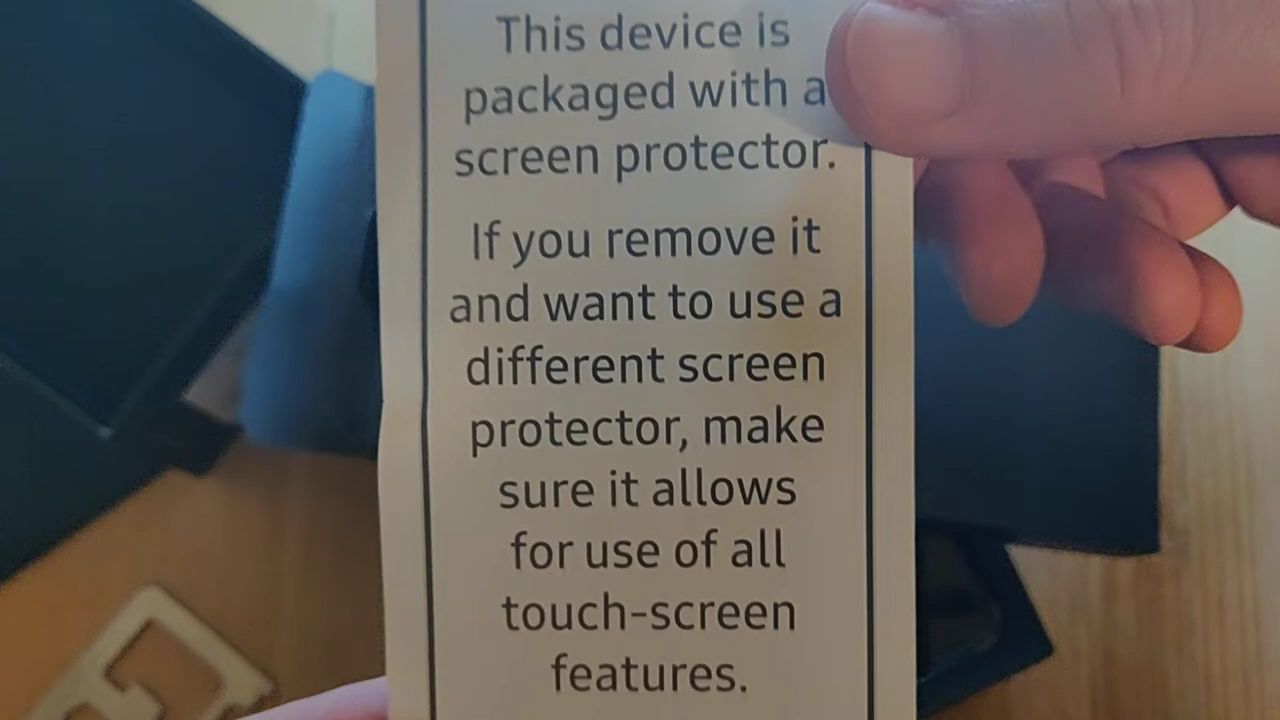 This device is
packaged with a
screen protector.
If you remove it
and want to use a
different screen
protector, make
sure it allows
for use of all
touch-screen
features.